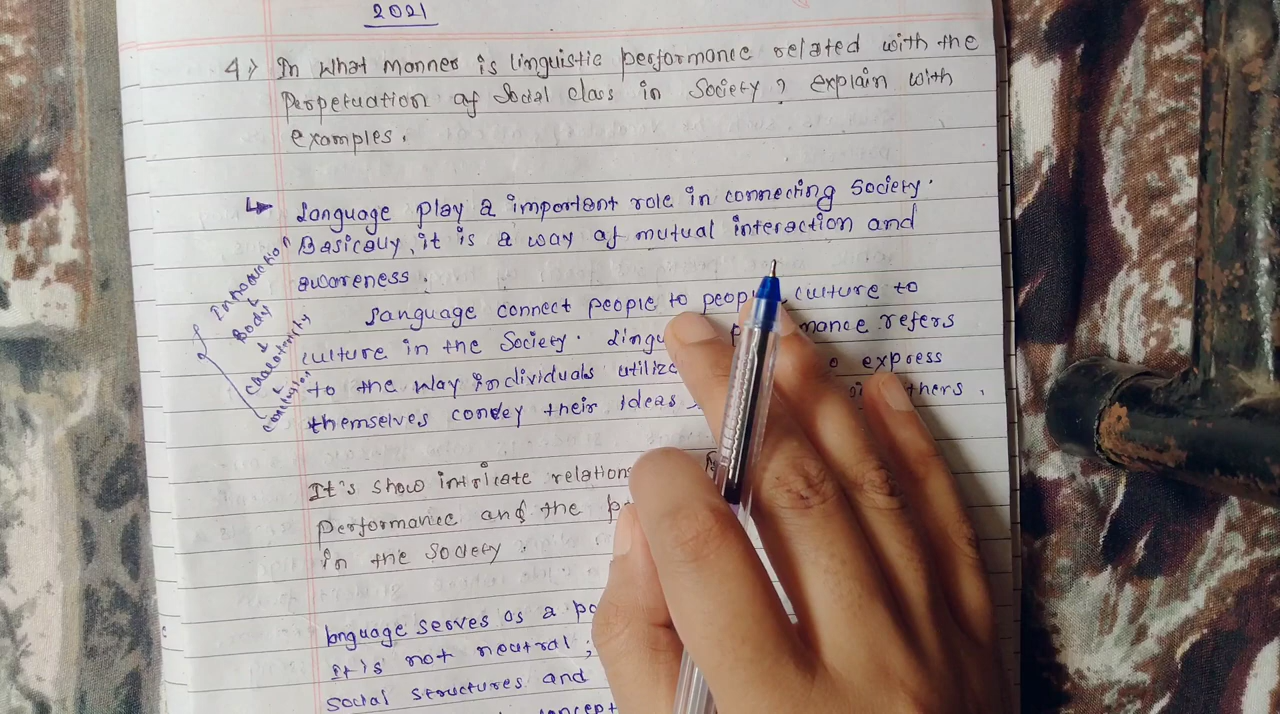 2021
4) In what manner is linguistic performance related with the
perpetuation of Social class in Society? explain with
examples.
↳ Language play a important role in connecting Society.
Basically, it is a way of mutual interaction and
awareness.
Language connect people to people, culture to
culture in the Society. Lingu mance refers
to the way individuals utilize to express
themselves convey their ideas others.
It's show intricate relations
performance and the
in the Society.
language serves as a
it's not neutral;
social structures and
Introduction
↓
Body
↓
↓
conclusion